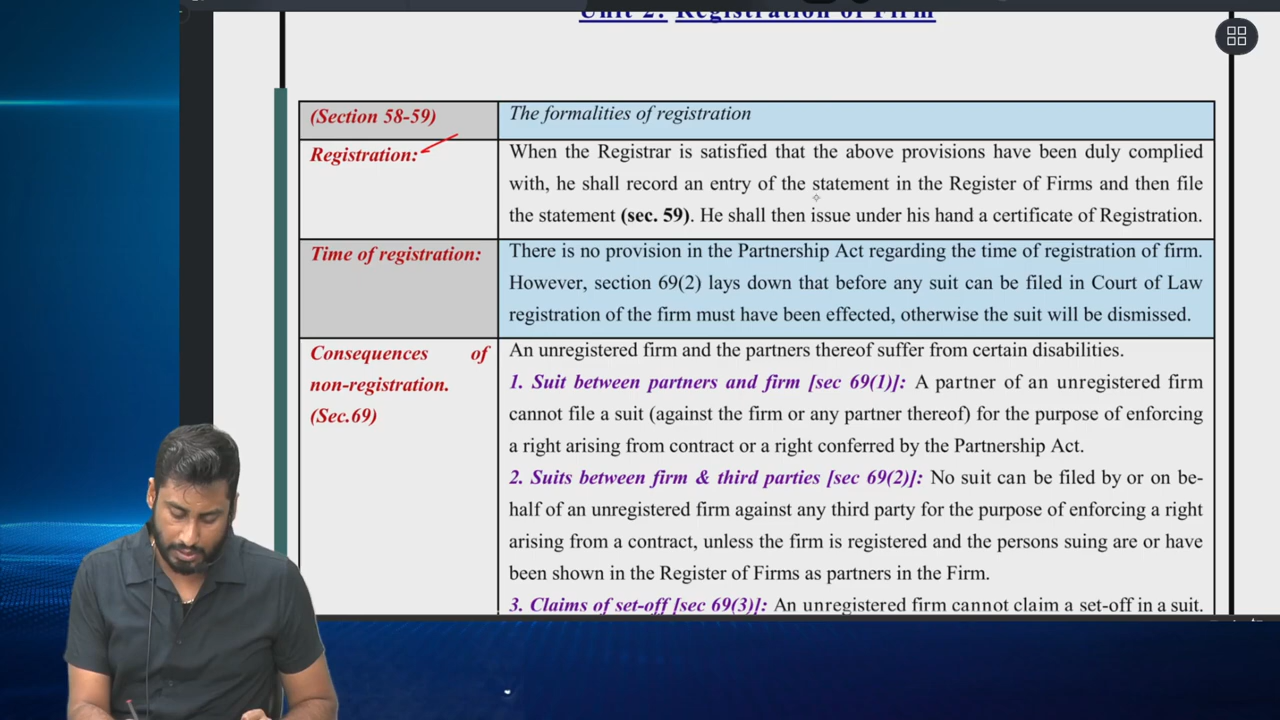 Unit 2: Registration of Firm
(Section 58-59)
The formalities of registration
Registration:
When the Registrar is satisfied that the above provisions have been duly complied
with, he shall record an entry of the statement in the Register of Firms and then file
the statement (sec. 59). He shall then issue under his hand a certificate of Registration.
Time of registration:
There is no provision in the Partnership Act regarding the time of registration of firm.
However, section 69(2) lays down that before any suit can be filed in Court of Law
registration of the firm must have been effected, otherwise the suit will be dismissed.
Consequences of
non-registration.
(Sec.69)
An unregistered firm and the partners thereof suffer from certain disabilities.
1. Suit between partners and firm [sec 69(1)]: A partner of an unregistered firm
cannot file a suit (against the firm or any partner thereof) for the purpose of enforcing
a right arising from contract or a right conferred by the Partnership Act.
2. Suits between firm & third parties [sec 69(2)]: No suit can be filed by or on be-
half of an unregistered firm against any third party for the purpose of enforcing a right
arising from a contract, unless the firm is registered and the persons suing are or have
been shown in the Register of Firms as partners in the Firm.
3. Claims of set-off [sec 69(3)]: An unregistered firm cannot claim a set-off in a suit.